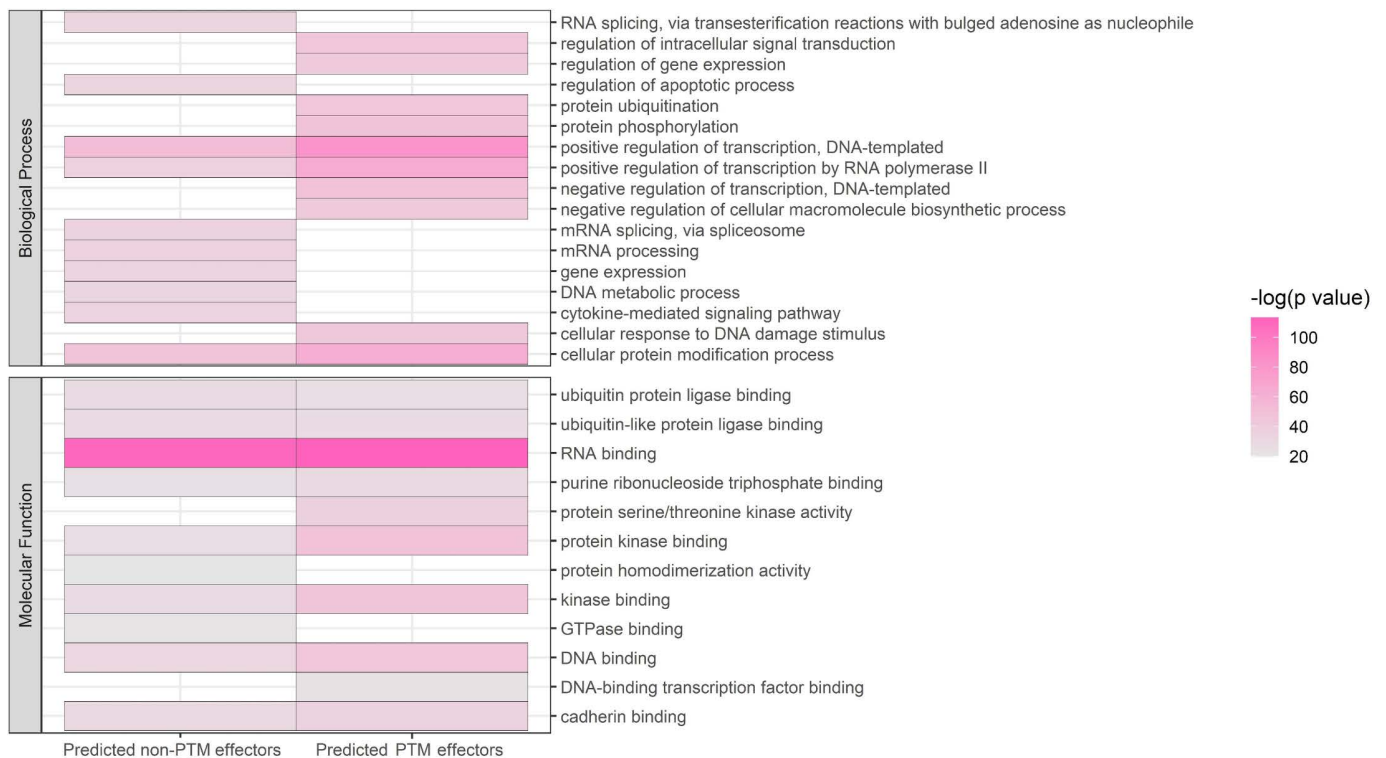 Biological Process
RNA splicing, via transesterification reactions with bulged adenosine as nucleophile
regulation of intracellular signal transduction
regulation of gene expression
regulation of apoptotic process
protein ubiquitination
protein phosphorylation
positive regulation of transcription, DNA-templated
positive regulation of transcription by RNA polymerase II
negative regulation of transcription, DNA-templated
negative regulation of cellular macromolecule biosynthetic process
mRNA splicing, via spliceosome
mRNA processing
gene expression
DNA metabolic process
cytokine-mediated signaling pathway
cellular response to DNA damage stimulus
cellular protein modification process
Molecular Function
ubiquitin protein ligase binding
ubiquitin-like protein ligase binding
RNA binding
purine ribonucleoside triphosphate binding
protein serine/threonine kinase activity
protein kinase binding
protein homodimerization activity
kinase binding
GTPase binding
DNA binding
DNA-binding transcription factor binding
cadherin binding
Predicted non-PTM effectors
Predicted PTM effectors
-log(p value)
100
80
60
40
20